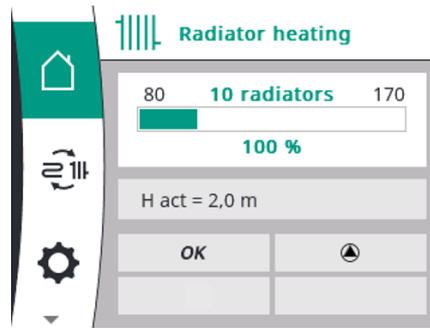 Radiator heating
80 10 radiators 170
100 %
H act = 2,0 m
OK